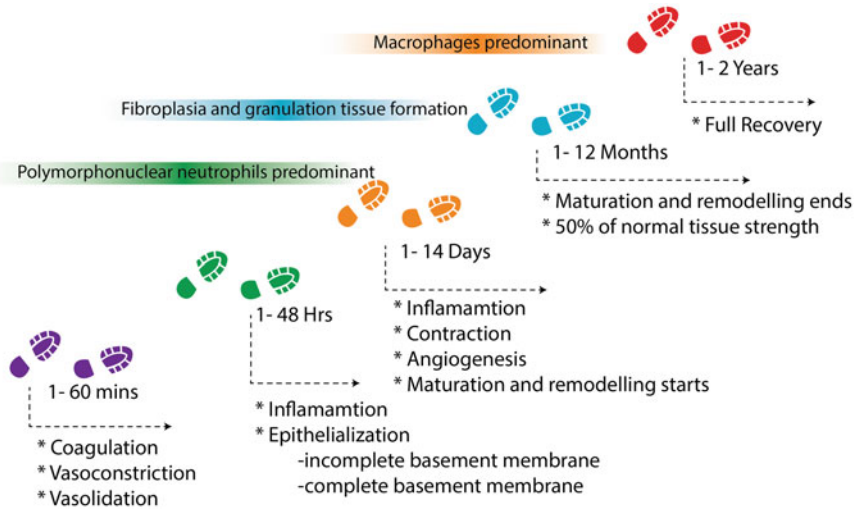 Macrophages predominant
1- 2 Years
* Full Recovery
Fibroplasia and granulation tissue formation
1- 12 Months
* Maturation and remodelling ends
* 50% of normal tissue strength
Polymorphonuclear neutrophils predominant
1- 14 Days
* Inflamamtion
* Contraction
* Angiogenesis
* Maturation and remodelling starts
1- 48 Hrs
* Inflamamtion
* Epithelialization
-incomplete basement membrane
-complete basement membrane
1- 60 mins
* Coagulation
* Vasoconstriction
* Vasolidation